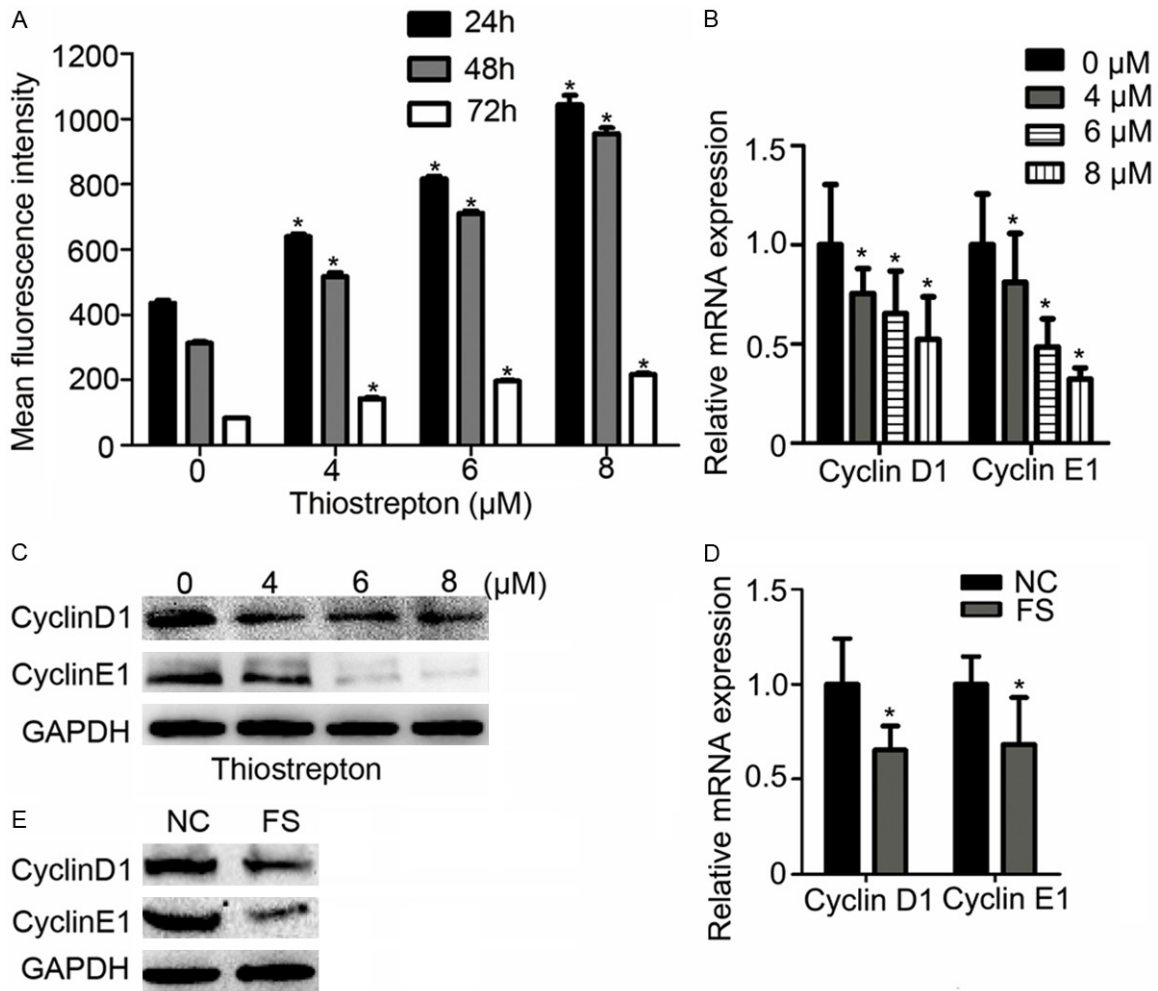 A
24h
48h
72h
1200
1000
800
600
400
200
0
Mean fluorescence intensity
* * * * * * * * *
0 4 6 8
Thiostrepton (µM)
B
0 µM
4 µM
6 µM
8 µM
1.5
1.0
0.5
0
Relative mRNA expression
* * * * * *
Cyclin D1 Cyclin E1
C
0 4 6 8 (µM)
CyclinD1
CyclinE1
GAPDH
Thiostrepton
D
NC
FS
1.5
1.0
0.5
0
Relative mRNA expression
* *
Cyclin D1 Cyclin E1
E
NC FS
CyclinD1
CyclinE1
GAPDH